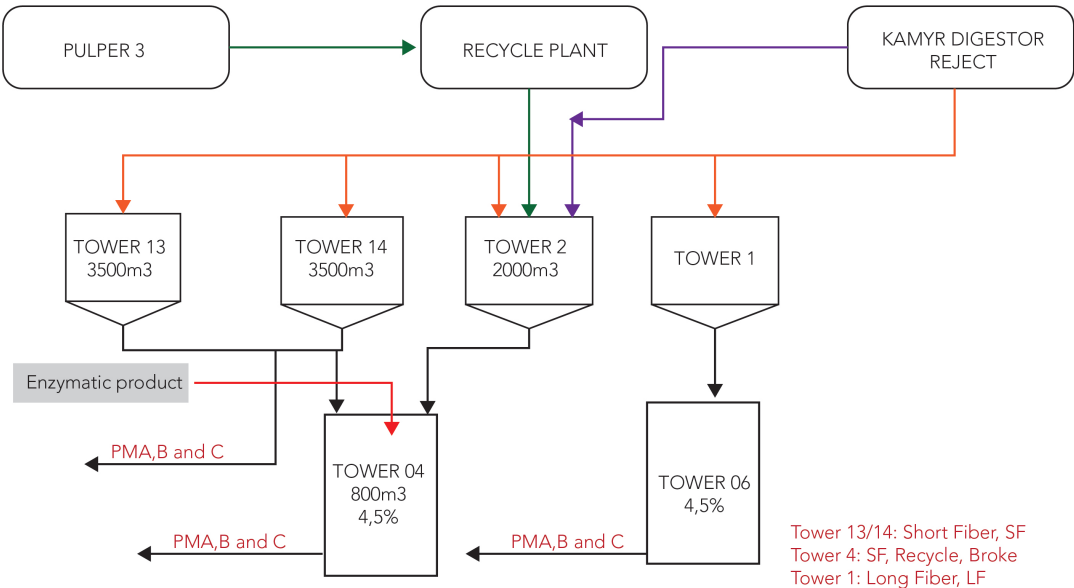 PULPER 3
RECYCLE PLANT
KAMYR DIGESTOR
REJECT
TOWER 13
3500m3
TOWER 14
3500m3
TOWER 2
2000m3
TOWER 1
Enzymatic product
PMA,B and C
TOWER 04
800m3
4,5%
TOWER 06
4,5%
PMA,B and C
PMA,B and C
Tower 13/14: Short Fiber, SF
Tower 4: SF, Recycle, Broke
Tower 1: Long Fiber, LF